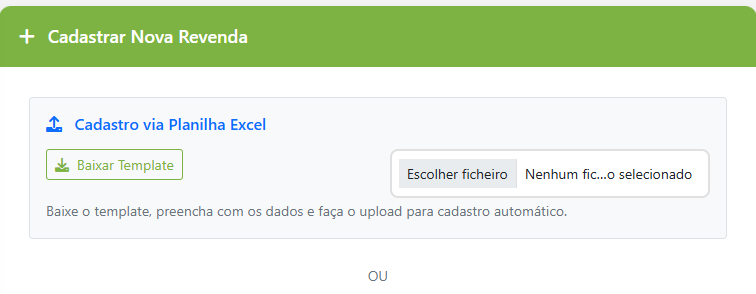 Cadastrar Nova Revenda
Cadastro via Planilha Excel
Baixar Template
Escolher ficheiro Nenhum fic...o selecionado
Baixe o template, preencha com os dados e faça o upload para cadastro automático.
OU